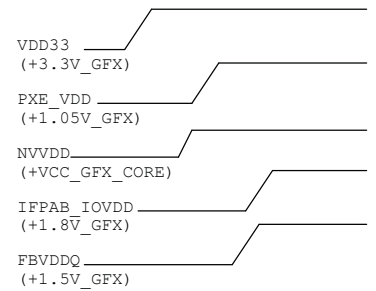 VDD33
(+3.3V_GFX)
PXE_VDD
(+1.05V_GFX)
NVVDD
(+VCC_GFX_CORE)
IFPAB_IOVDD
(+1.8V_GFX)
FBVDDQ
(+1.5V_GFX)